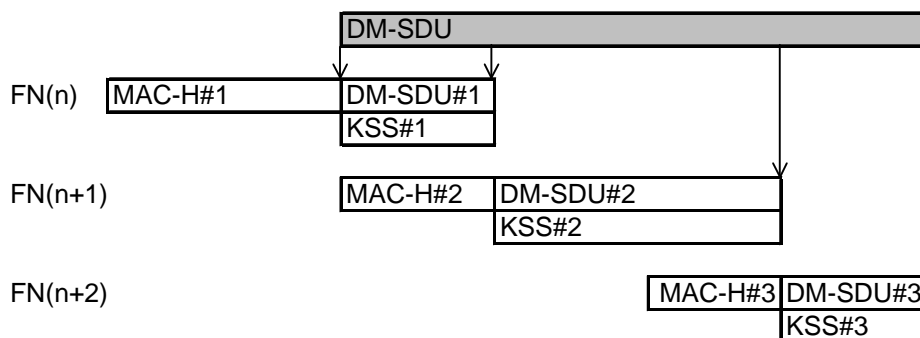 DM-SDU
FN(n) MAC-H#1 DM-SDU#1
KSS#1
FN(n+1) MAC-H#2 DM-SDU#2
KSS#2
FN(n+2) MAC-H#3 DM-SDU#3
KSS#3